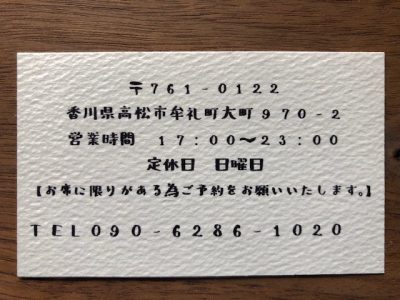 〒761-0122
香川県高松市牟礼町大町970-2
営業時間 17:00～23:00
定休日 日曜日
【お席に限りがある為ご予約をお願いいたします。】
TEL090-6286-1020